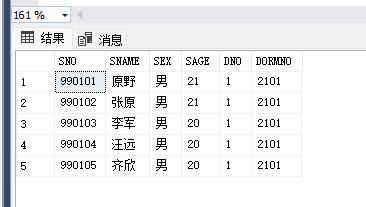 161 %
结果 消息
SNO SNAME SEX SAGE DNO DORMNO
1 990101 原野 男 21 1 2101
2 990102 张原 男 21 1 2101
3 990103 李军 男 20 1 2101
4 990104 汪远 男 20 1 2101
5 990105 齐欣 男 20 1 2101